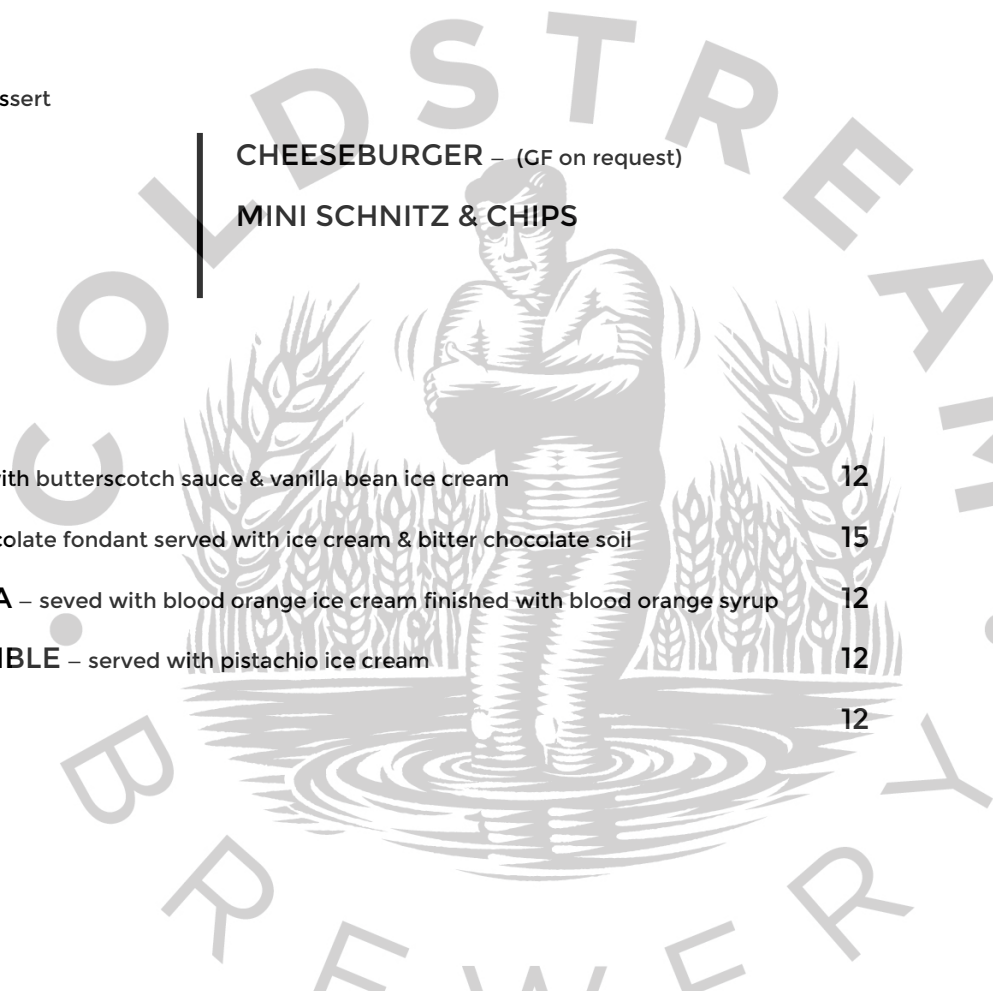 COLDSTREAM
ssert
CHEESEBURGER – (GF on request)
MINI SCHNITZ & CHIPS
ith butterscotch sauce & vanilla bean ice cream 12
colate fondant served with ice cream & bitter chocolate soil 15
A – seved with blood orange ice cream finished with blood orange syrup 12
IBLE – served with pistachio ice cream 12
12
BREWERY